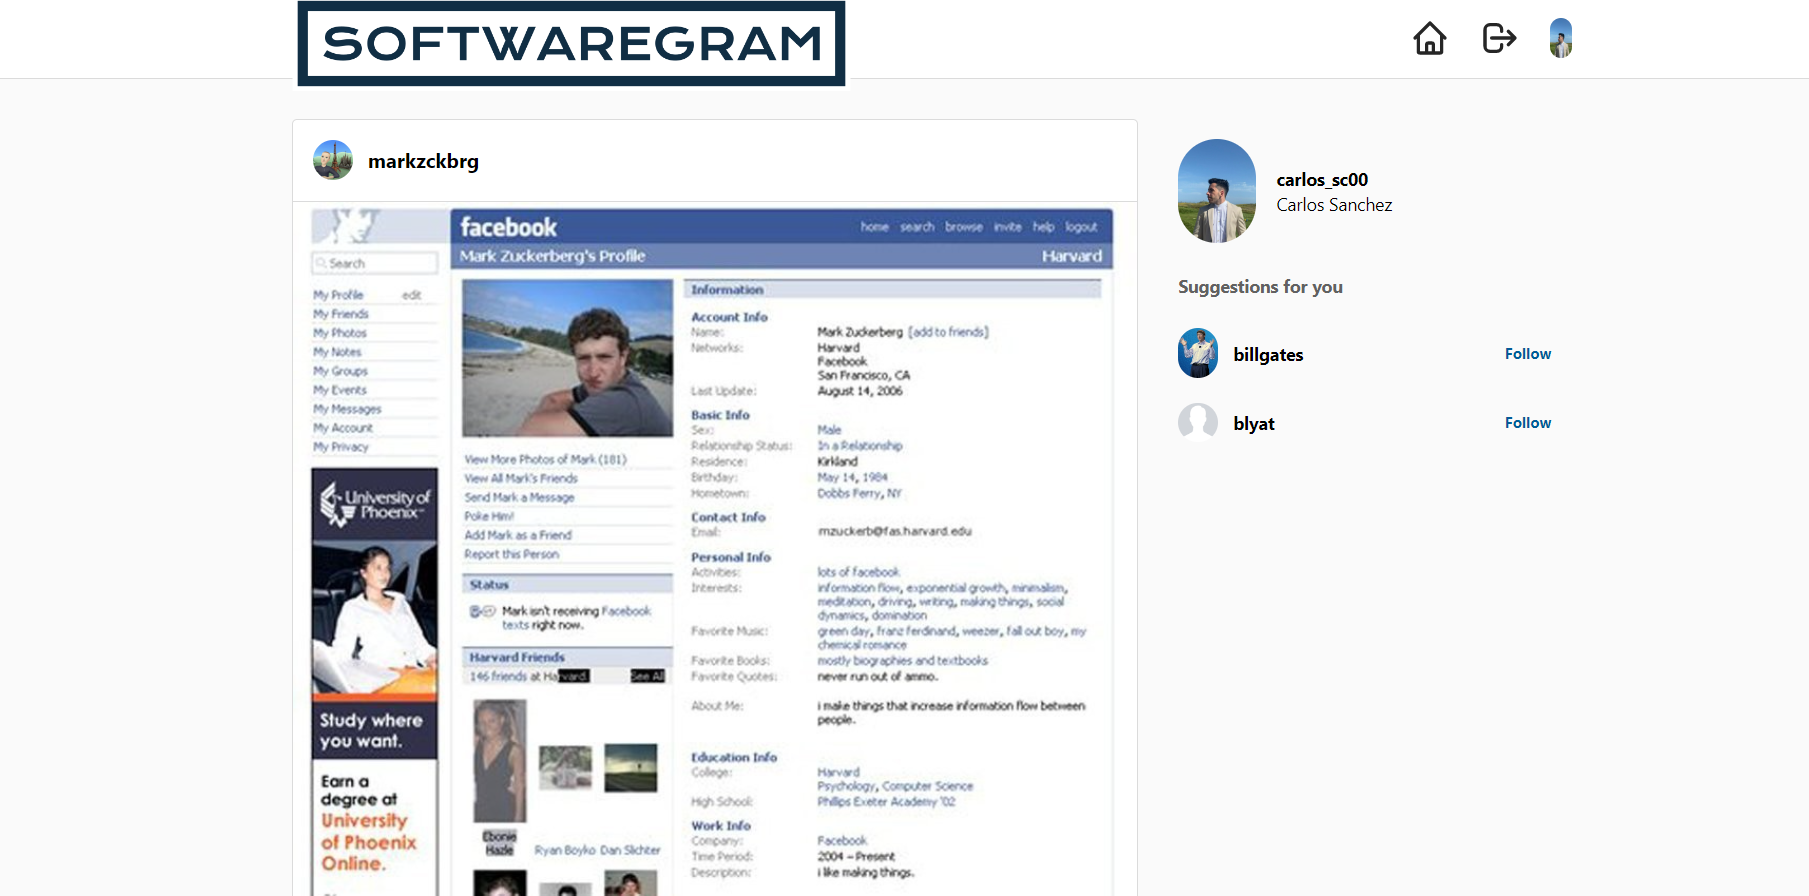 SOFTWAREGRAM
markzckbrg
facebook
home search browse invite help logout
Mark Zuckerberg's Profile
Harvard
Search
My Profile edit
My Friends
My Photos
My Notes
My Groups
My Events
My Messages
My Account
My Privacy
University of
Phoenix
Study where
you want.
Earn a
degree at
University
of Phoenix
Online.
View More Photos of Mark (181)
View All Mark's Friends
Send Mark a Message
Poke Him!
Add Mark as a Friend
Report this Person
Status
Mark isn't receiving Facebook
texts right now.
Harvard Friends
146 friends at Harvard. See All
Ebonie
Hazle
Ryan Boyko Dan Slichter
Information
Account Info
Name: Mark Zuckerberg [add to friends]
Networks: Harvard
Facebook
San Francisco, CA
Last Update: August 14, 2006
Basic Info
Sex: Male
Relationship Status: In a Relationship
Residence: Kirkland
Birthday: May 14, 1984
Hometown: Dobbs Ferry, NY
Contact Info
Email: mzuckerb@fas.harvard.edu
Personal Info
Activities: lots of facebook
Interests: information flow, exponential growth, minimalism,
meditation, driving, writing, making things, social
dynamics, domination
Favorite Music: green day, franz ferdinand, weezer, fall out boy, my
chemical romance
Favorite Books: mostly biographies and textbooks
Favorite Quotes: never run out of ammo.
About Me: i make things that increase information flow between
people.
Education Info
College: Harvard
Psychology, Computer Science
High School: Phillips Exeter Academy '02
Work Info
Company: Facebook
Time Period: 2004 – Present
Description: i like making things.
carlos_sc00
Carlos Sanchez
Suggestions for you
billgates Follow
blyat Follow